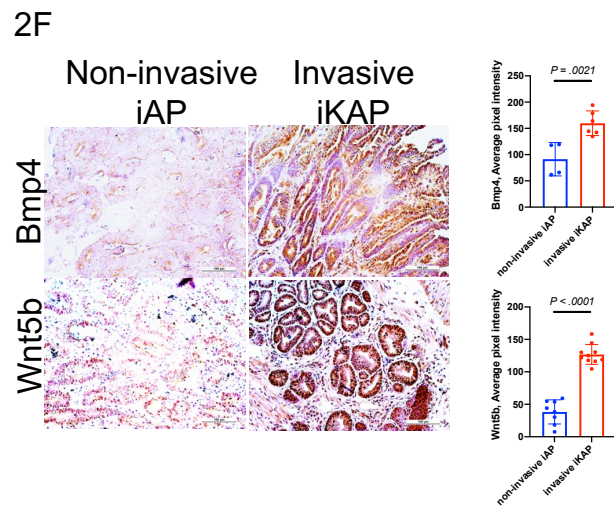 2F
Non-invasive
iAP
Invasive
iKAP
Bmp4
Wnt5b
P = .0021
Bmp4, Average pixel intensity
250
200
150
100
50
0
non-invasive iAP
invasive iKAP
P < .0001
Wnt5b, Average pixel intensity
200
150
100
50
0
non-invasive iAP
invasive iKAP